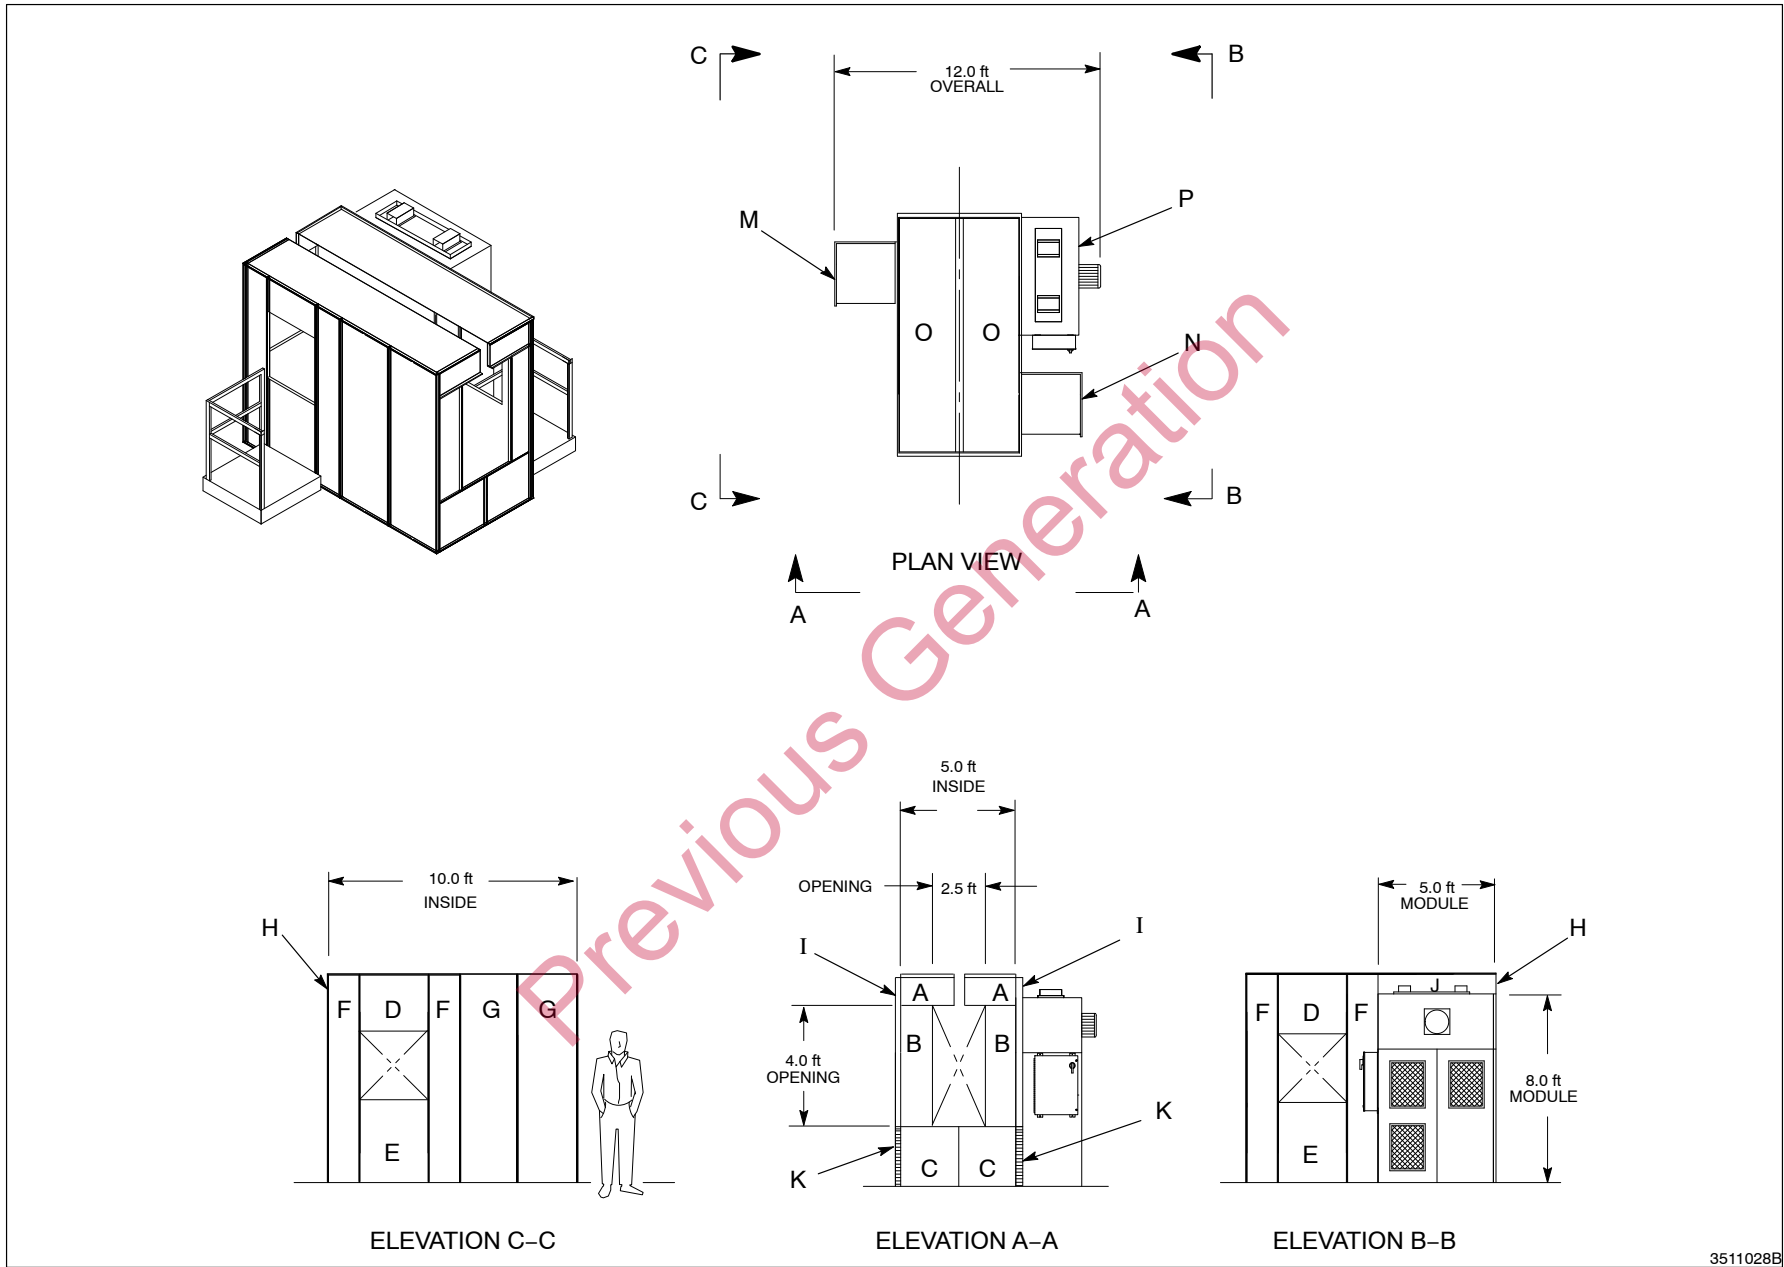 C
12.0 ft
OVERALL
B
M
P
O
O
N
C
B
PLAN VIEW
A
A
Previous Generation
10.0 ft
INSIDE
H
F
D
F
G
G
E
ELEVATION C–C
5.0 ft
INSIDE
OPENING
2.5 ft
I
I
A
A
B
B
4.0 ft
OPENING
K
K
C
C
ELEVATION A–A
5.0 ft
MODULE
H
F
D
F
J
8.0 ft
MODULE
E
ELEVATION B–B
3511028B